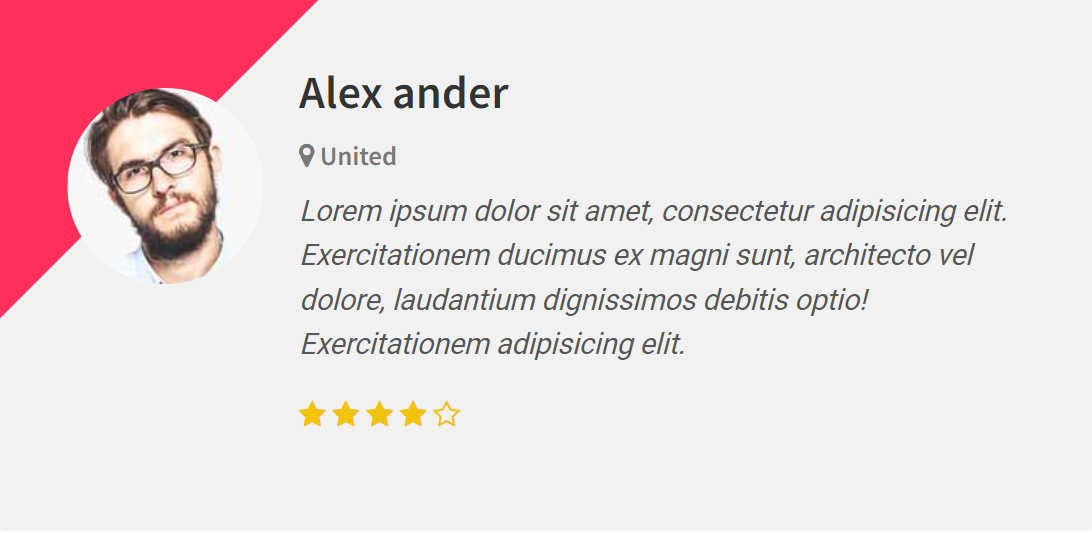 Alex ander
United
Lorem ipsum dolor sit amet, consectetur adipisicing elit.
Exercitationem ducimus ex magni sunt, architecto vel
dolore, laudantium dignissimos debitis optio!
Exercitationem adipisicing elit.